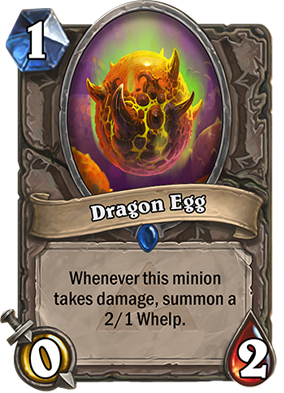 1
Dragon Egg
Whenever this minion
takes damage, summon a
2/1 Whelp.
0
2